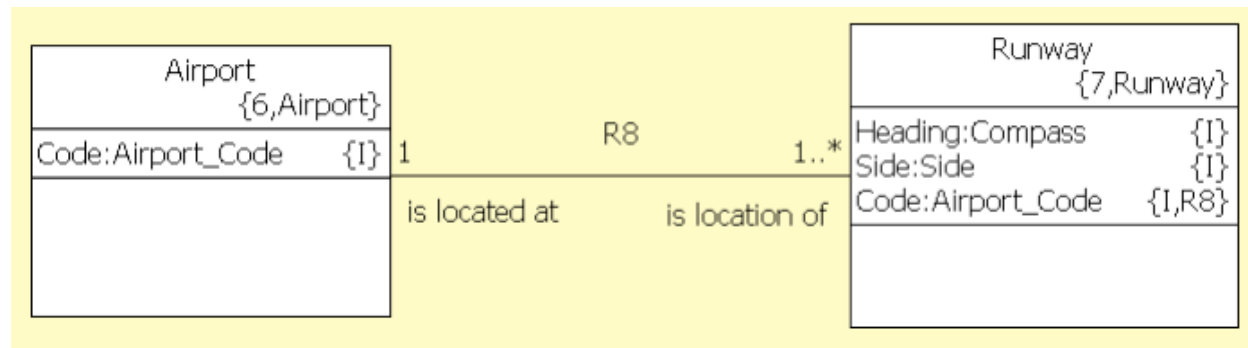 Airport
{6,Airport}
Code:Airport_Code {I}
1
R8
1..*
is located at
is location of
Runway
{7,Runway}
Heading:Compass {I}
Side:Side {I}
Code:Airport_Code {I,R8}